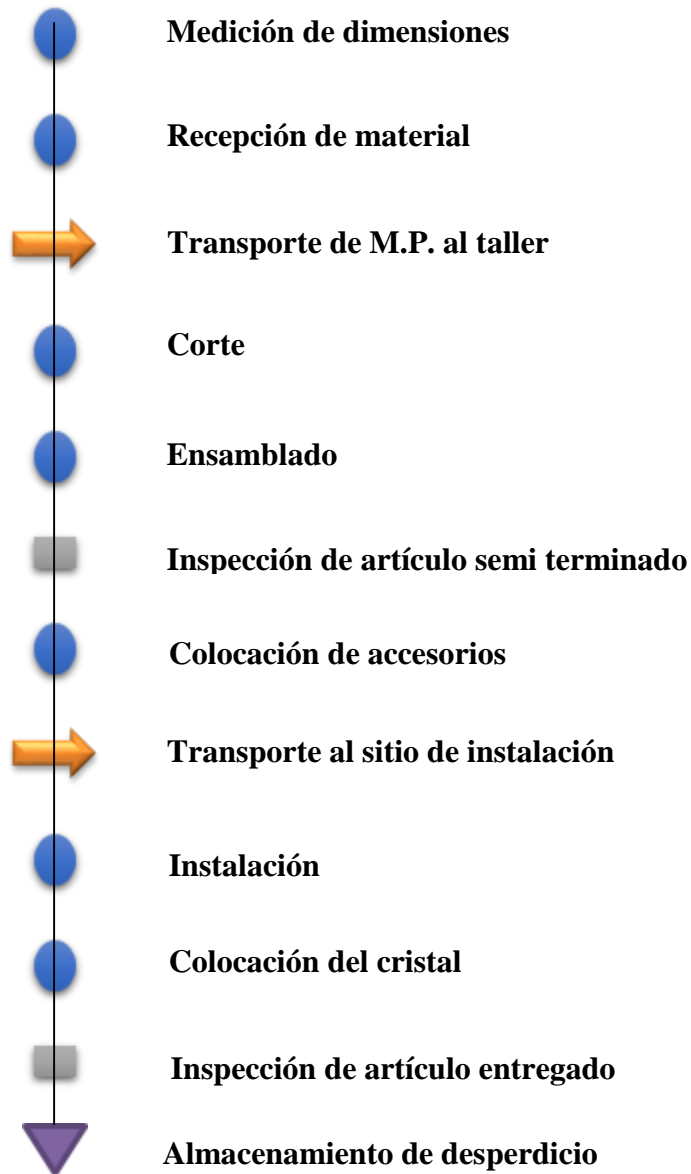 Medición de dimensiones
Recepción de material
Transporte de M.P. al taller
Corte
Ensamblado
Inspección de artículo semi terminado
Colocación de accesorios
Transporte al sitio de instalación
Instalación
Colocación del cristal
Inspección de artículo entregado
Almacenamiento de desperdicio